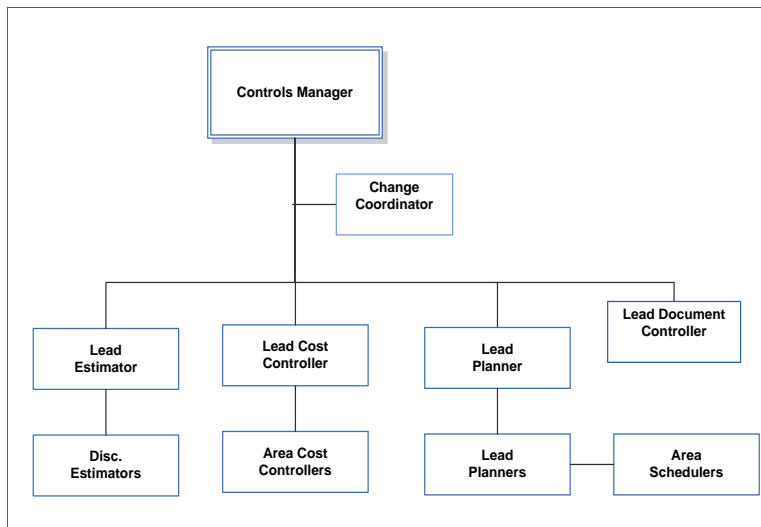 Controls Manager
Change
Coordinator
Lead
Estimator
Lead Cost
Controller
Lead
Planner
Lead Document
Controller
Disc.
Estimators
Area Cost
Controllers
Lead
Planners
Area
Schedulers